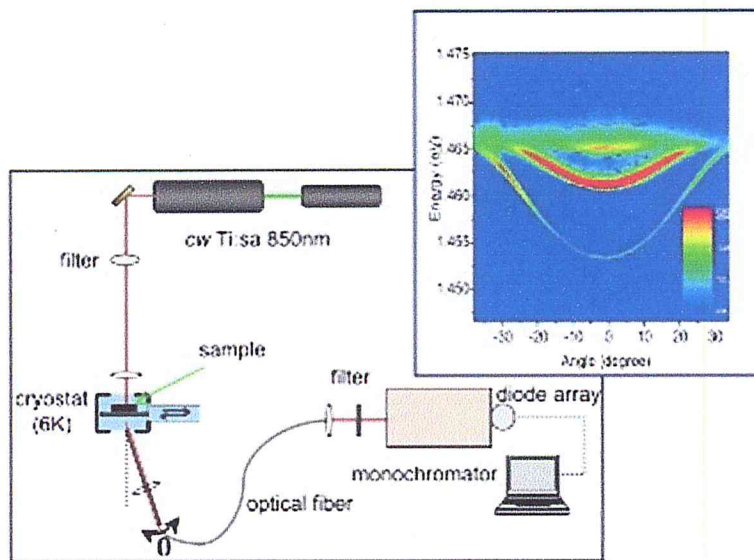 1.475
1.470
1.465
1.460
1.455
1.450
Energy (eV)
-30 -20 -10 0 10 20 30
Angle (degree)
cw Ti:sa 850nm
filter
sample
cryostat
(6K)
filter
diode array
monochromator
optical fiber
θ